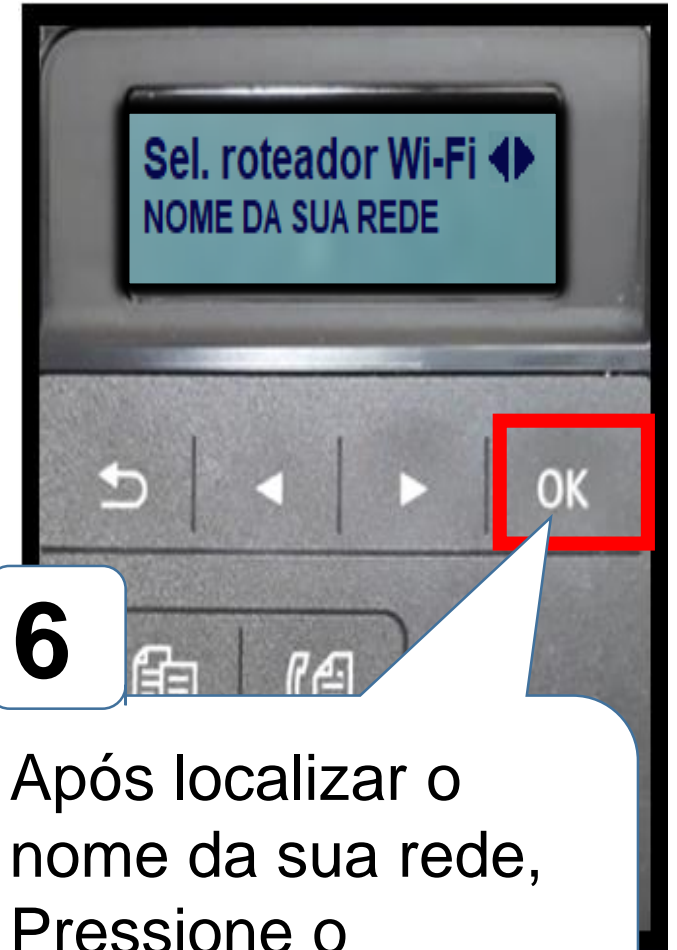 Sel. roteador Wi-Fi
NOME DA SUA REDE
OK
6
Após localizar o
nome da sua rede,
Pressione o